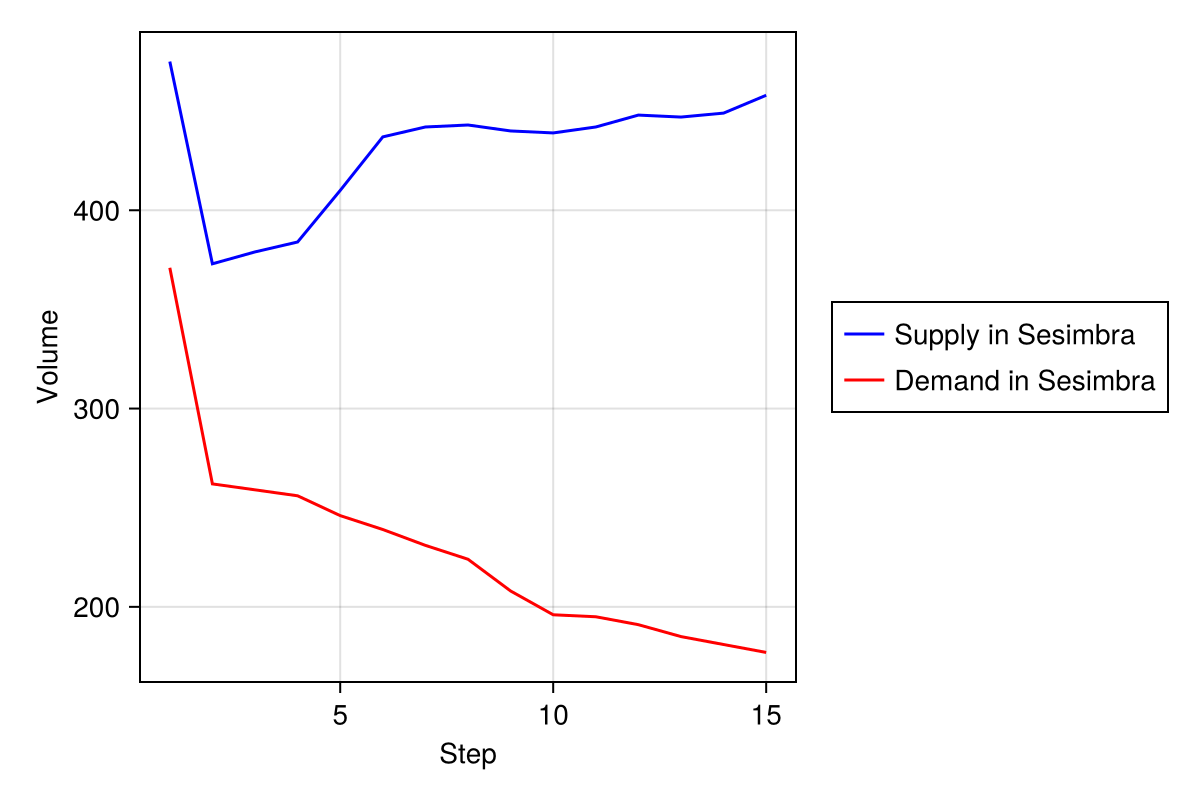 400
300
200
Volume
5 10 15
Step
Supply in Sesimbra
Demand in Sesimbra